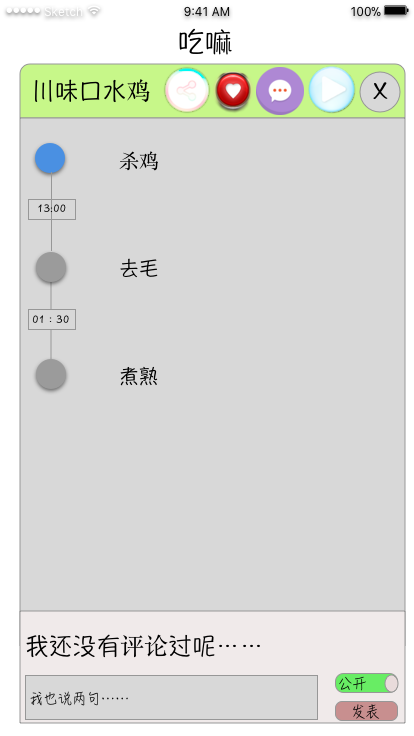 Sketch 9:41 AM 100%
吃嘛
川味口水鸡 X
杀鸡
13:00
去毛
01：30
煮熟
我还没有评论过呢……
我也说两句……
公开
发表